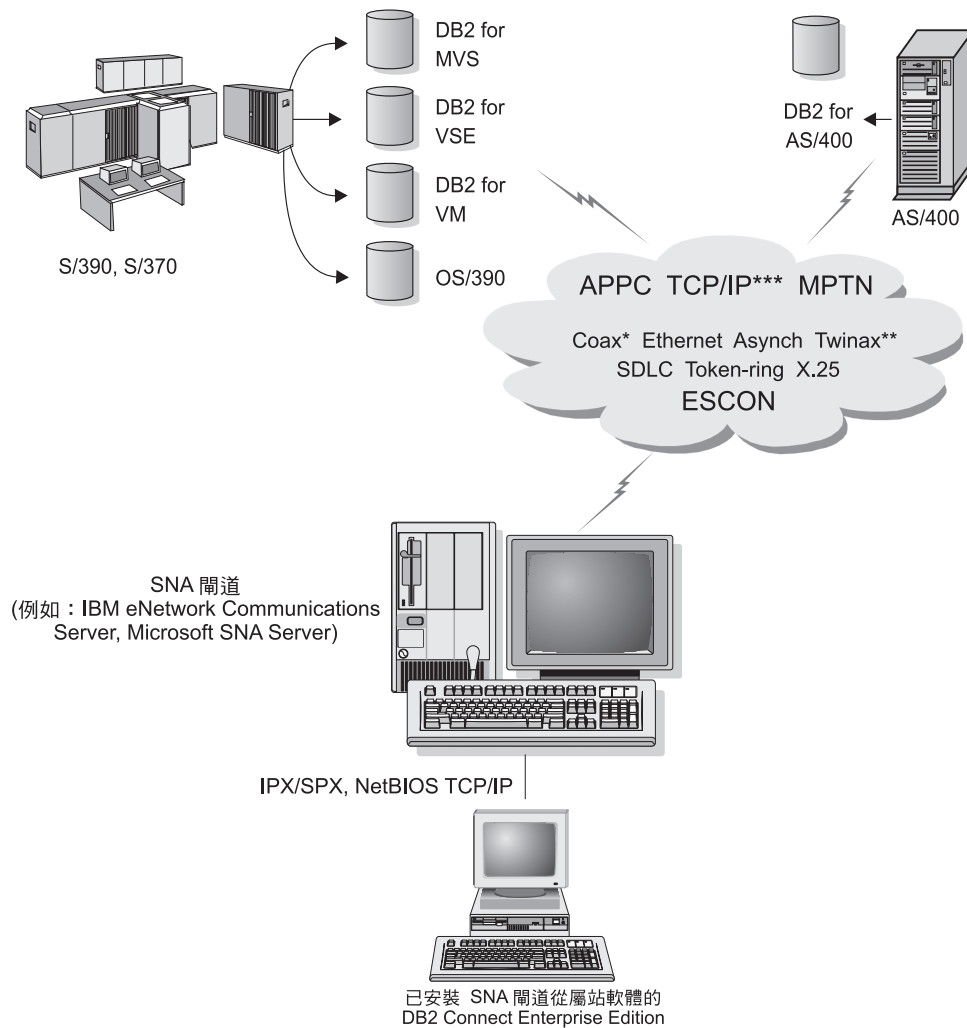 DB2 for
MVS
DB2 for
VSE
DB2 for
VM
OS/390
S/390, S/370
DB2 for
AS/400
AS/400
APPC TCP/IP*** MPTN
Coax* Ethernet Asynch Twinax**
SDLC Token-ring X.25
ESCON
SNA 閘道
(例如：IBM eNetwork Communications
Server, Microsoft SNA Server)
IPX/SPX, NetBIOS TCP/IP
已安裝 SNA 閘道從屬站軟體的
DB2 Connect Enterprise Edition